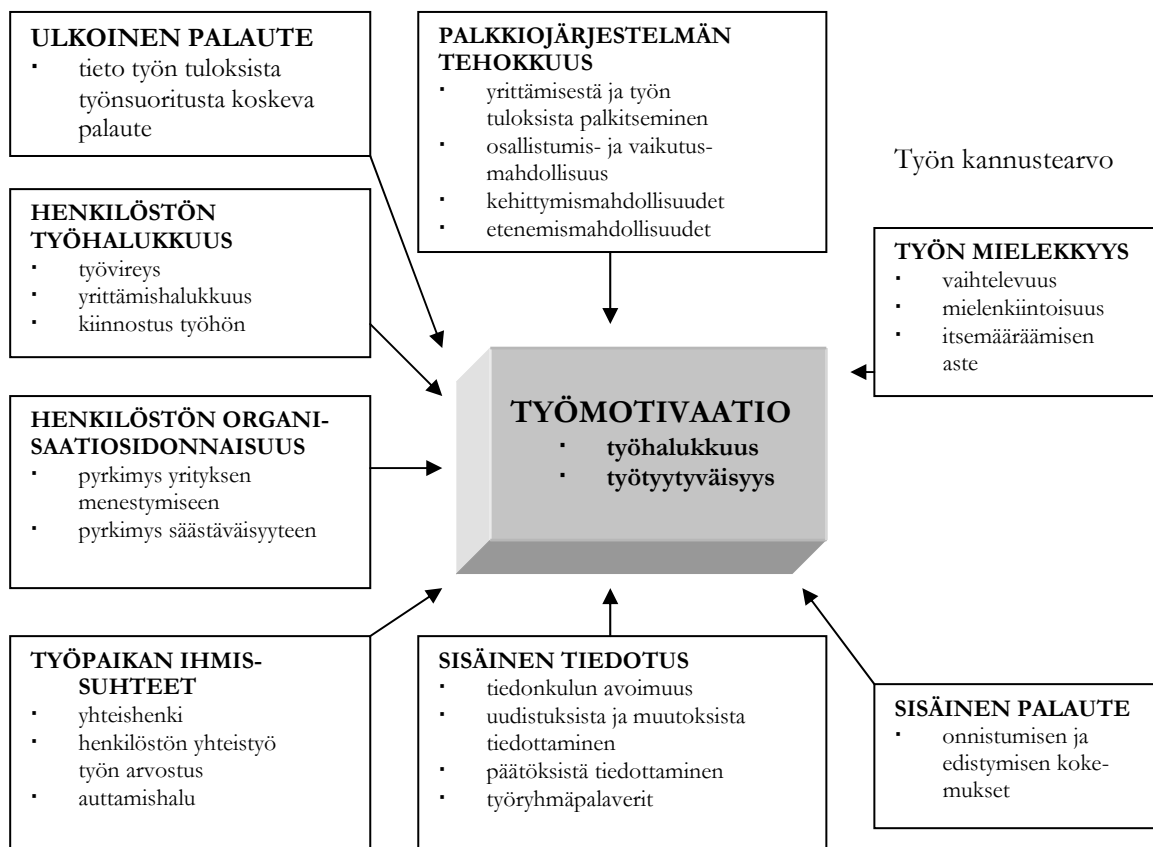 ULKOINEN PALAUTE
▪ tieto työn tuloksista
työnsuoritusta koskeva
palaute
PALKKIOJÄRJESTELMÄN
TEHOKKUUS
▪ yrittämisestä ja työn
tuloksista palkitseminen
▪ osallistumis- ja vaikutus-
mahdollisuus
▪ kehittymismahdollisuudet
▪ etenemismahdollisuudet
Työn kannustearvo
HENKILÖSTÖN
TYÖHALUKKUUS
▪ työvireys
▪ yrittämishalukkuus
▪ kiinnostus työhön
TYÖN MIELEKKYYS
▪ vaihtelevuus
▪ mielenkiintoisuus
▪ itsemääräämisen
aste
TYÖMOTIVAATIO
▪ työhalukkuus
▪ työtyytyväisyys
HENKILÖSTÖN ORGANI-
SAATIOSIDONNAISUUS
▪ pyrkimys yrityksen
menestymiseen
▪ pyrkimys säästäväisyyteen
TYÖPAIKAN IHMIS-
SUHTEET
▪ yhteishenki
▪ henkilöstön yhteistyö
työn arvostus
▪ auttamishalu
SISÄINEN TIEDOTUS
▪ tiedonkulun avoimuus
▪ uudistuksista ja muutoksista
tiedottaminen
▪ päätöksistä tiedottaminen
▪ työryhmäpalaverit
SISÄINEN PALAUTE
▪ onnistumisen ja
edistymisen koke-
mukset